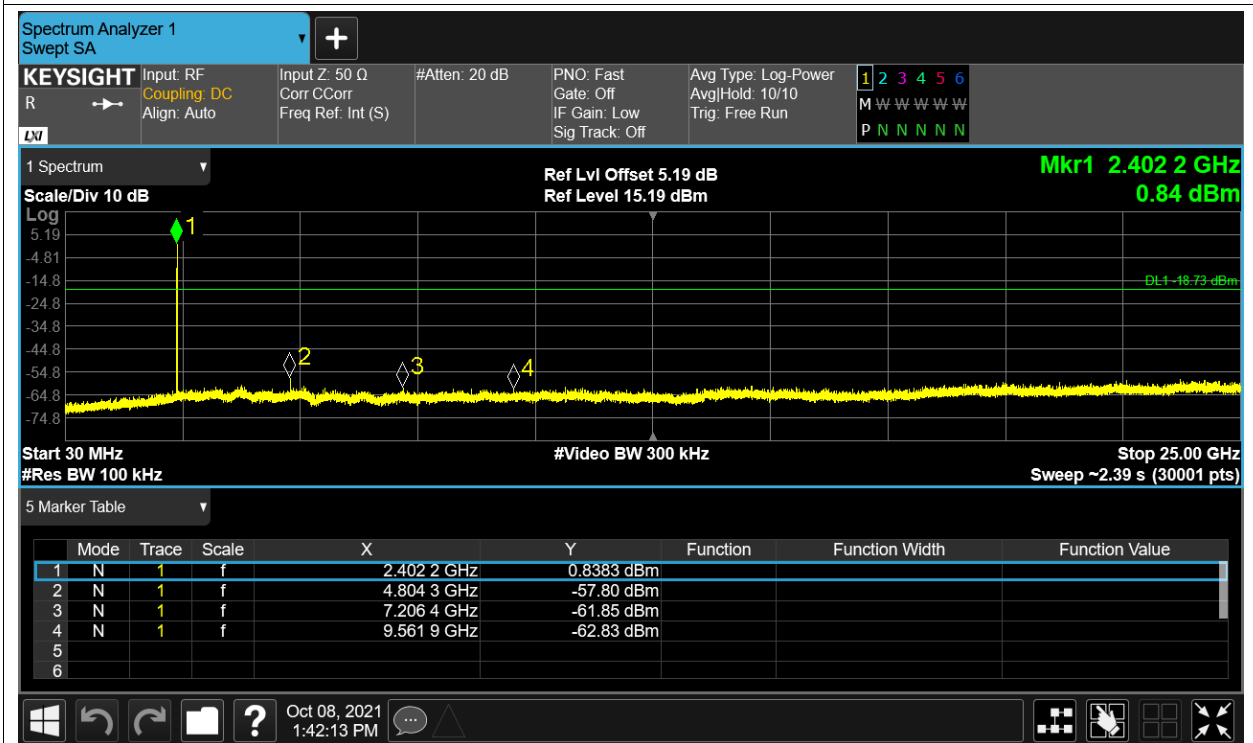 Spectrum Analyzer 1
Swept SA
KEYSIGHT
R
LXI
Input: RF
Coupling: DC
Align: Auto
Input Z: 50 Ω
Corr CCorr
Freq Ref: Int (S)
#Atten: 20 dB
PNO: Fast
Gate: Off
IF Gain: Low
Sig Track: Off
Avg Type: Log-Power
Avg|Hold: 10/10
Trig: Free Run
1 2 3 4 5 6
M W W W W W
P N N N N N
1 Spectrum
Scale/Div 10 dB
Ref Lvl Offset 5.19 dB
Ref Level 15.19 dBm
Mkr1 2.402 2 GHz
0.84 dBm
Log
5.19
-4.81
-14.8
-24.8
-34.8
-44.8
-54.8
-64.8
-74.8
1
2
3
4
DL1 -18.73 dBm
Start 30 MHz
#Res BW 100 kHz
#Video BW 300 kHz
Stop 25.00 GHz
Sweep ~2.39 s (30001 pts)
5 Marker Table
Mode Trace Scale X Y Function Function Width Function Value
1 N 1 f 2.402 2 GHz 0.8383 dBm
2 N 1 f 4.804 3 GHz -57.80 dBm
3 N 1 f 7.206 4 GHz -61.85 dBm
4 N 1 f 9.561 9 GHz -62.83 dBm
5
6
?
Oct 08, 2021
1:42:13 PM